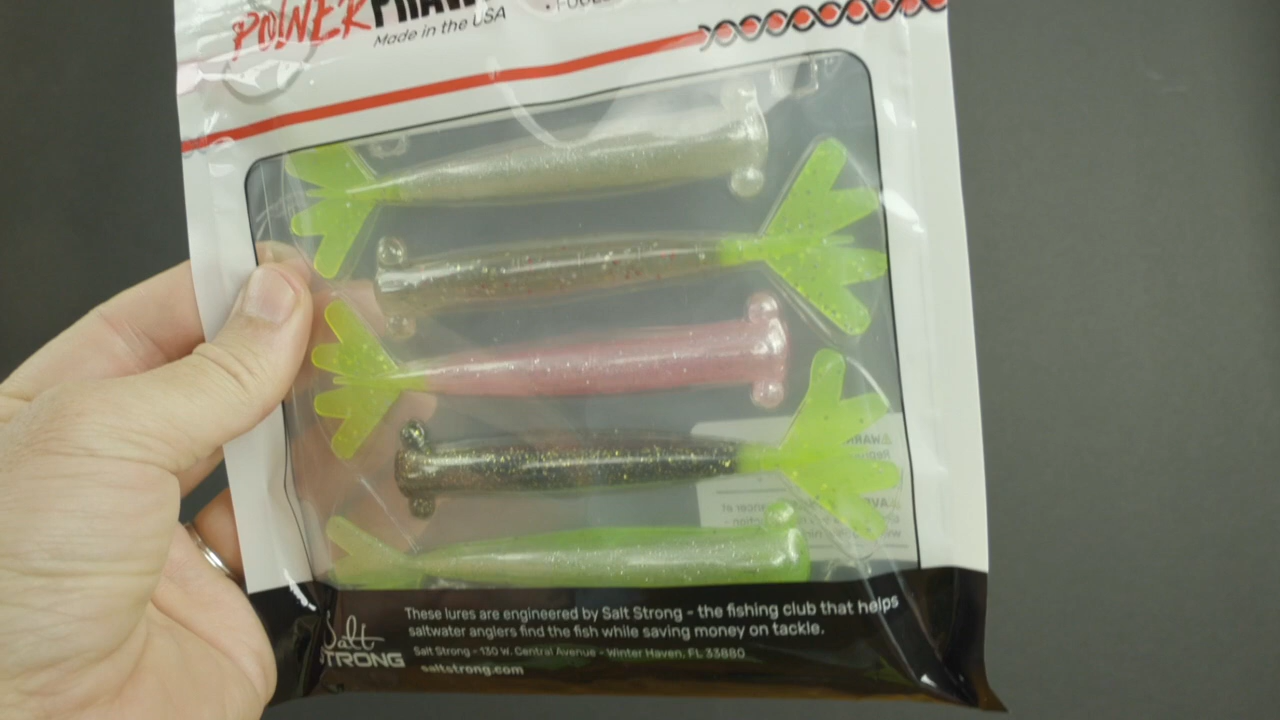 POWER PRAWN
Made in the USA
These lures are engineered by Salt Strong - the fishing club that helps
saltwater anglers find the fish while saving money on tackle.
Salt Strong - 130 W. Central Avenue - Winter Haven, FL 33880
saltstrong.com
Salt
STRONG